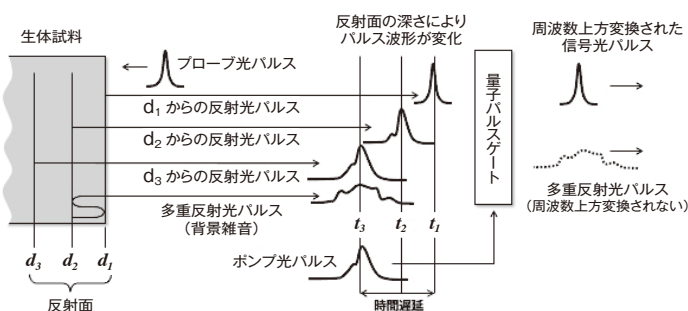 生体試料
プローブ光パルス
反射面の深さにより
パルス波形が変化
周波数上方変換された
信号光パルス
d1 からの反射光パルス
d2 からの反射光パルス
d3 からの反射光パルス
多重反射光パルス
(背景雑音)
量子パルスゲート
多重反射光パルス
(周波数上方変換されない)
t3 t2 t1
d3 d2 d1
反射面
ポンプ光パルス
時間遅延